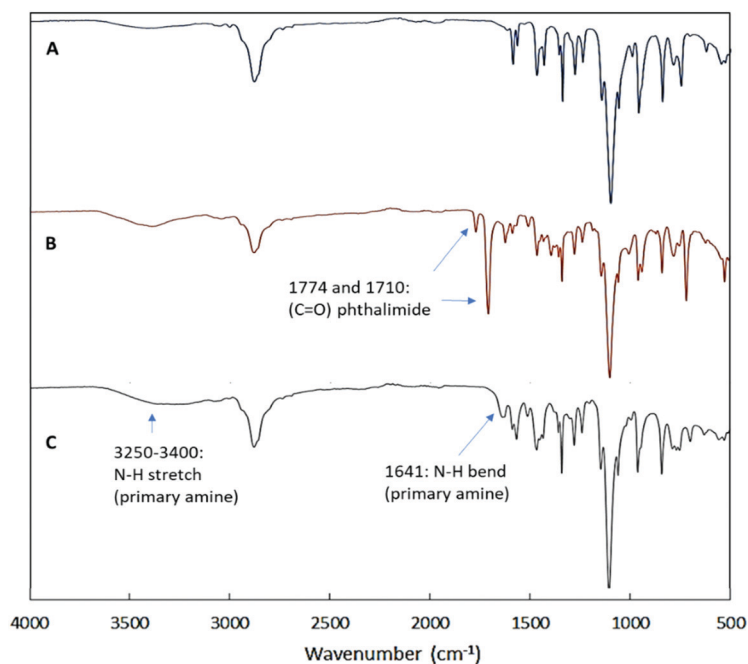 A
B
1774 and 1710:
(C=O) phthalimide
C
3250-3400:
N-H stretch
(primary amine)
1641: N-H bend
(primary amine)
4000 3500 3000 2500 2000 1500 1000 500
Wavenumber (cm⁻¹)